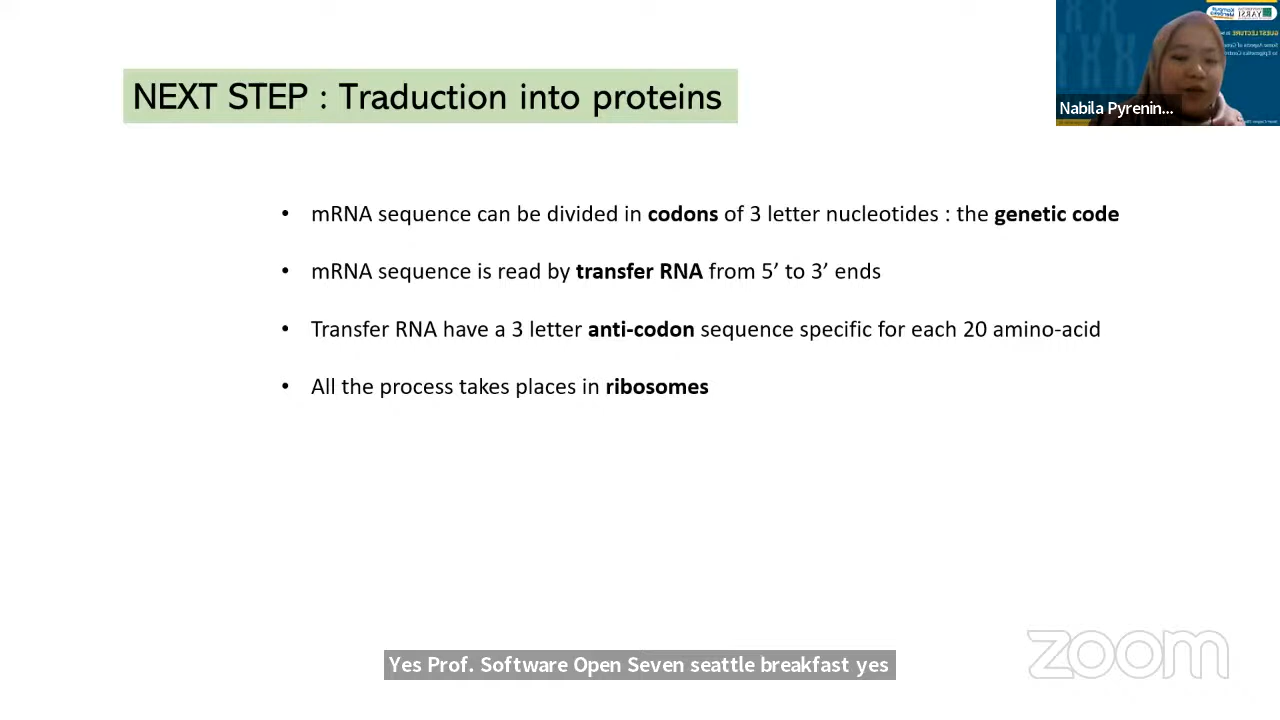 NEXT STEP : Traduction into proteins
GUEST LECTURE
YARSI
Nabila Pyrenin...
• mRNA sequence can be divided in codons of 3 letter nucleotides : the genetic code
• mRNA sequence is read by transfer RNA from 5’ to 3’ ends
• Transfer RNA have a 3 letter anti-codon sequence specific for each 20 amino-acid
• All the process takes places in ribosomes
Yes Prof. Software Open Seven seattle breakfast yes
zoom